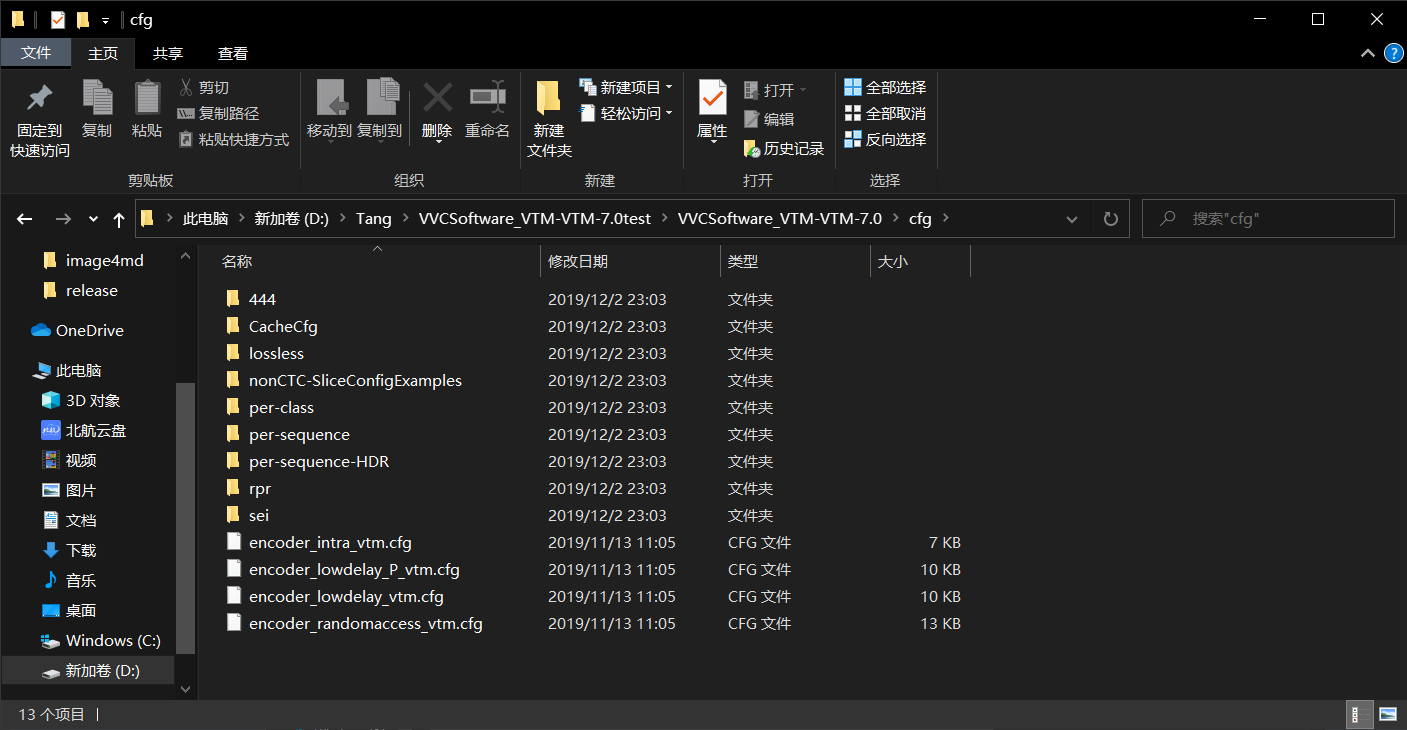 cfg
文件 主页 共享 查看
固定到
快速访问
复制
粘贴
剪切
复制路径
粘贴快捷方式
剪贴板
移动到
复制到
删除
重命名
组织
新建
文件夹
新建项目
轻松访问
新建
属性
打开
编辑
历史记录
打开
全部选择
全部取消
反向选择
选择
此电脑 新加卷 (D:) Tang VVCSoftware_VTM-VTM-7.0test VVCSoftware_VTM-VTM-7.0 cfg
搜索"cfg"
image4md
release
OneDrive
此电脑
3D 对象
北航云盘
视频
图片
文档
下载
音乐
桌面
Windows (C:)
新加卷 (D:)
名称 修改日期 类型 大小
444 2019/12/2 23:03 文件夹
CacheCfg 2019/12/2 23:03 文件夹
lossless 2019/12/2 23:03 文件夹
nonCTC-SliceConfigExamples 2019/12/2 23:03 文件夹
per-class 2019/12/2 23:03 文件夹
per-sequence 2019/12/2 23:03 文件夹
per-sequence-HDR 2019/12/2 23:03 文件夹
rpr 2019/12/2 23:03 文件夹
sei 2019/12/2 23:03 文件夹
encoder_intra_vtm.cfg 2019/11/13 11:05 CFG 文件 7 KB
encoder_lowdelay_P_vtm.cfg 2019/11/13 11:05 CFG 文件 10 KB
encoder_lowdelay_vtm.cfg 2019/11/13 11:05 CFG 文件 10 KB
encoder_randomaccess_vtm.cfg 2019/11/13 11:05 CFG 文件 13 KB
13 个项目